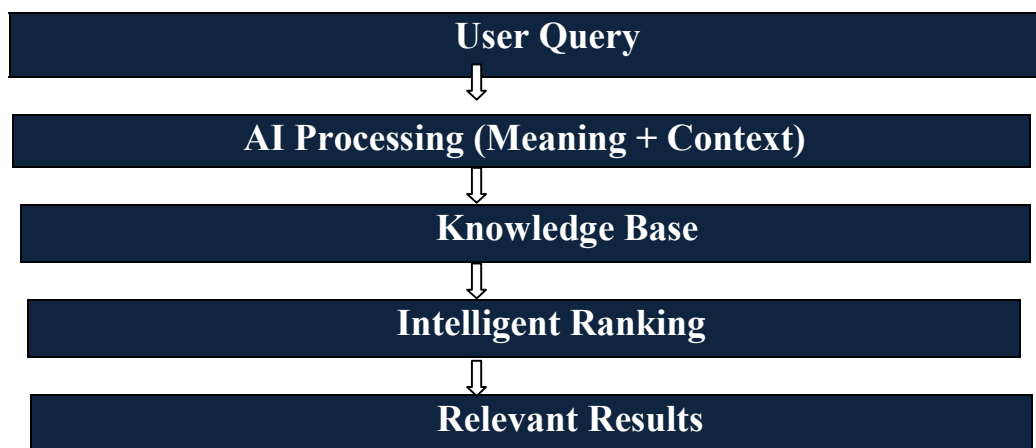 User Query
AI Processing (Meaning + Context)
Knowledge Base
Intelligent Ranking
Relevant Results